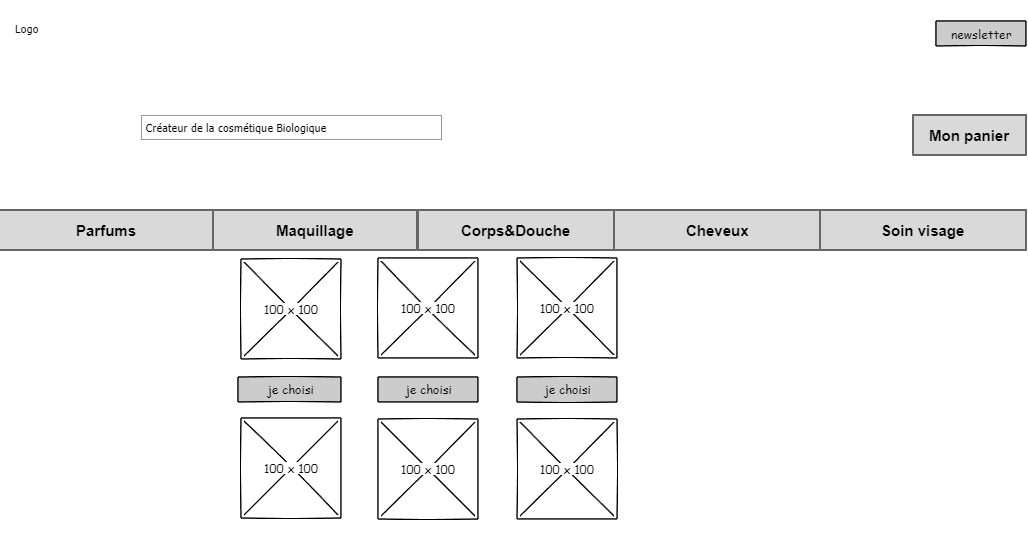 Logo
newsletter
Créateur de la cosmétique Biologique
Mon panier
Parfums
Maquillage
Corps&Douche
Cheveux
Soin visage
100 x 100
100 x 100
100 x 100
je choisi
je choisi
je choisi
100 x 100
100 x 100
100 x 100